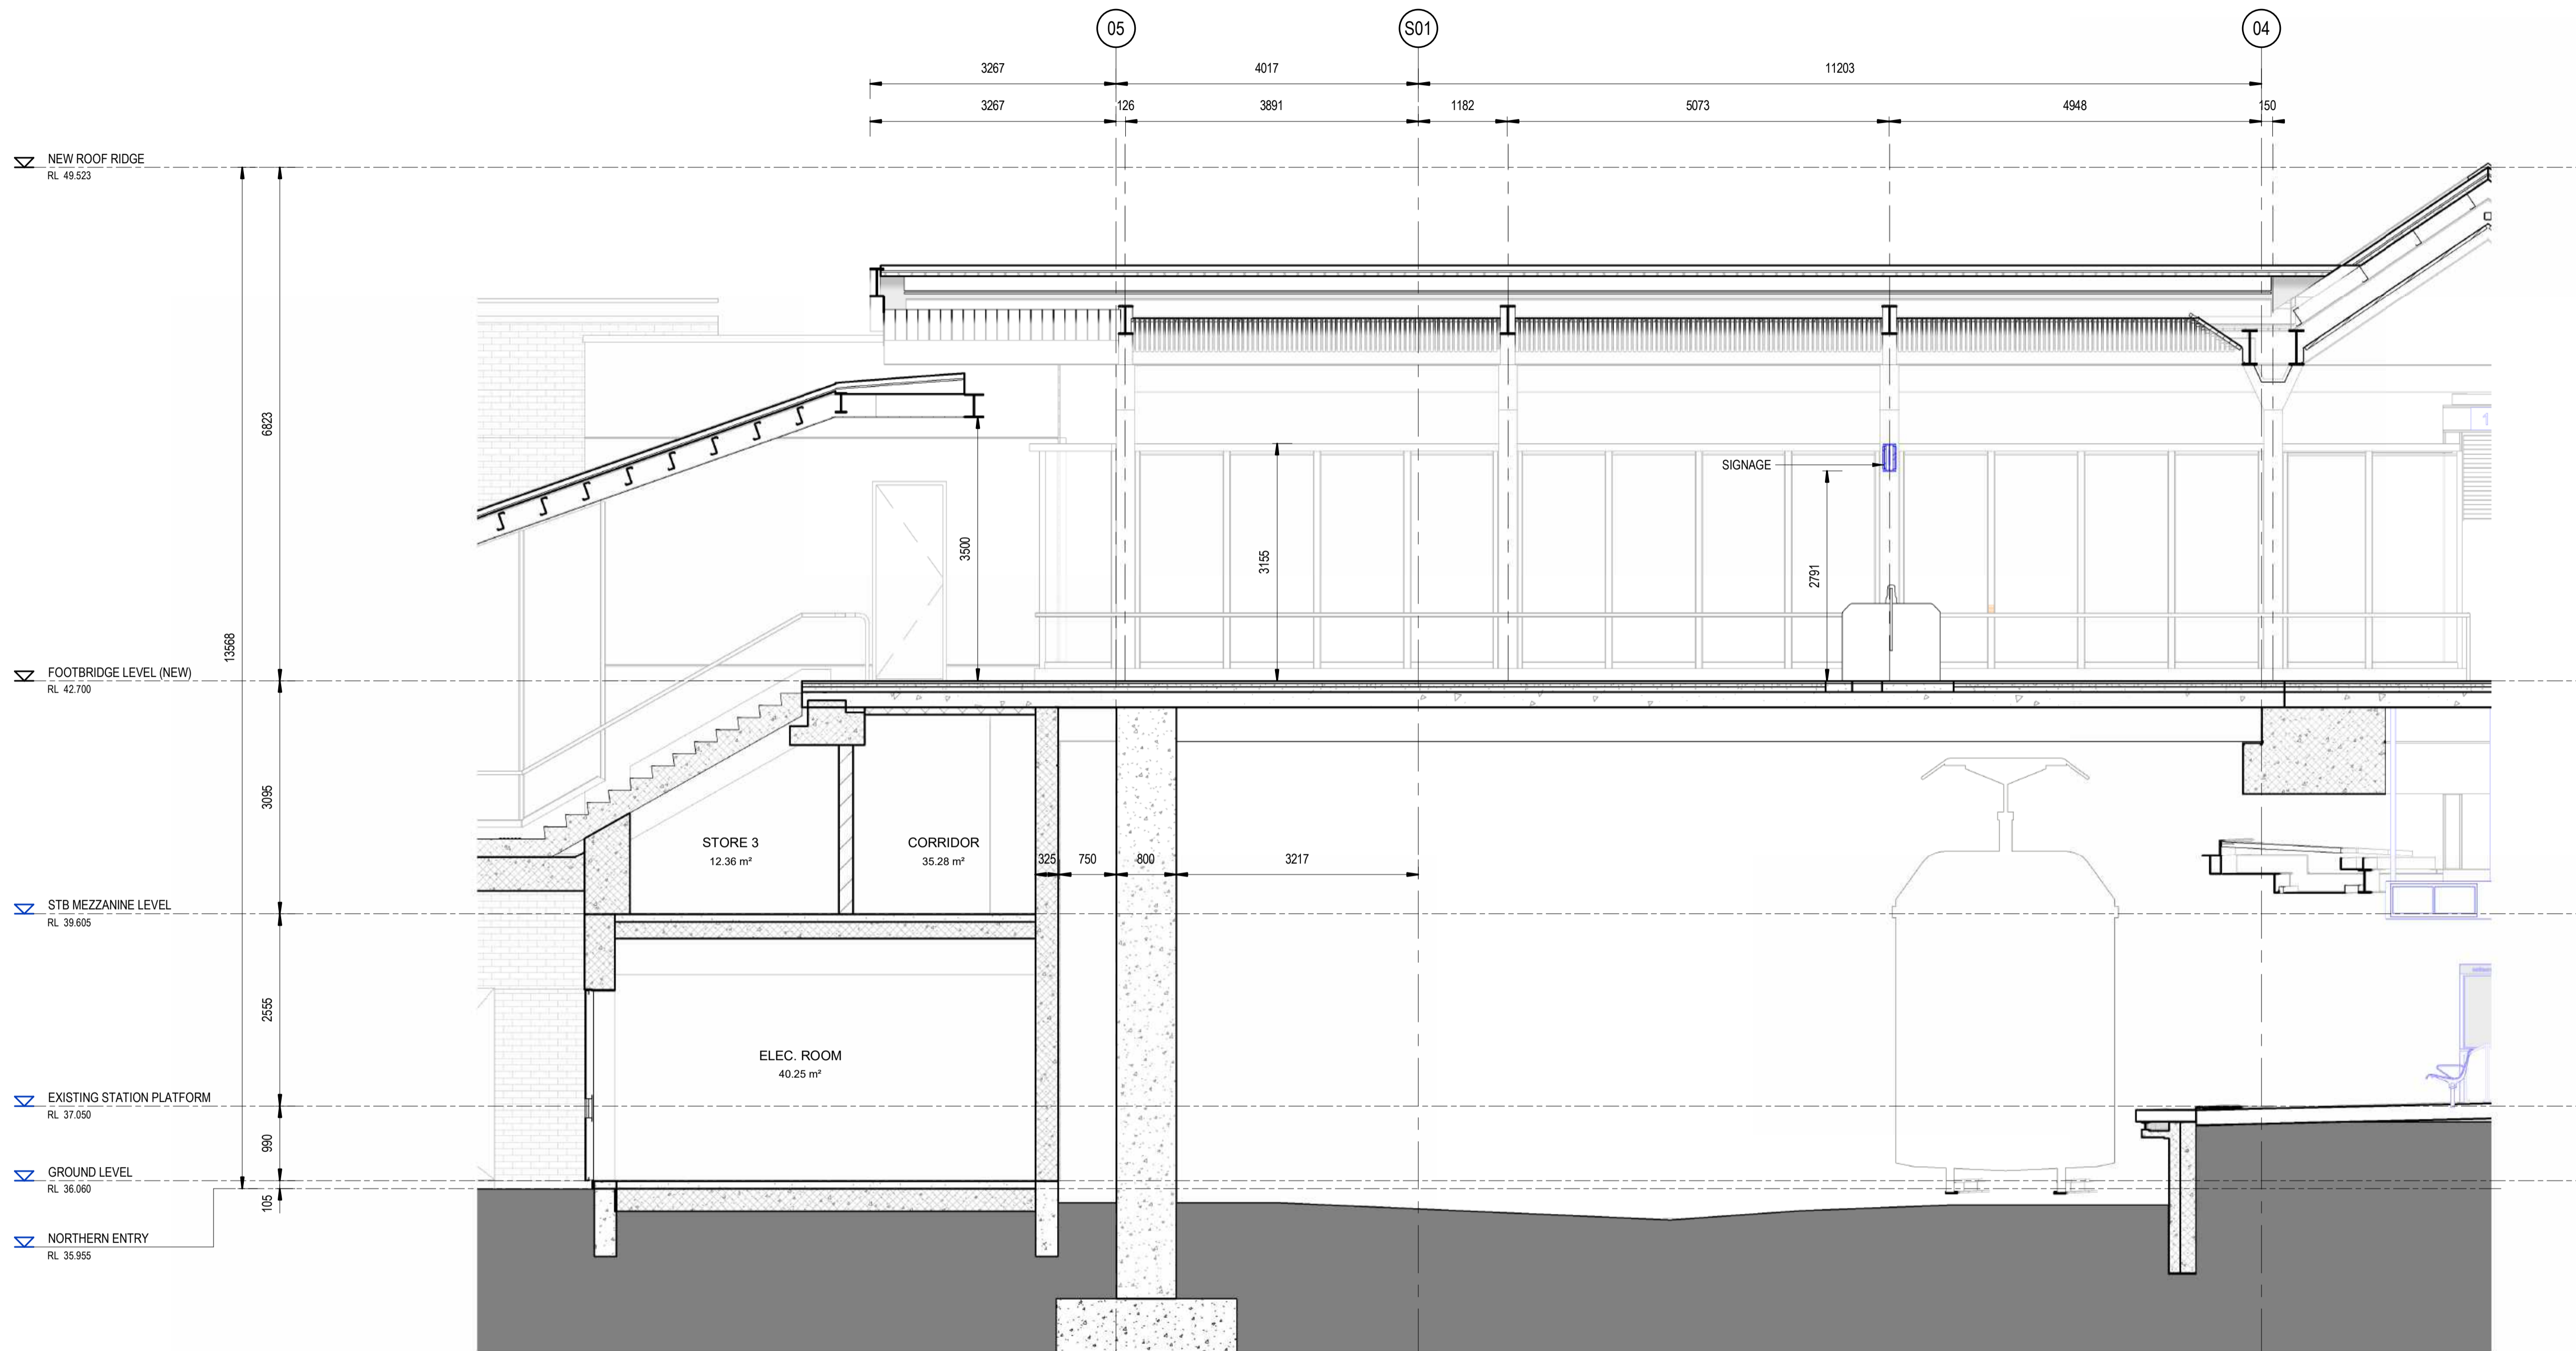 05
S01
04
3267
4017
11203
3267
126
3891
1182
5073
4948
150
NEW ROOF RIDGE
RL 49.523
6823
1
SIGNAGE
3500
3155
2791
13568
FOOTBRIDGE LEVEL (NEW)
RL 42.700
3095
STORE 3
12.36 m²
CORRIDOR
35.28 m²
325
750
800
3217
STB MEZZANINE LEVEL
RL 39.605
2555
ELEC. ROOM
40.25 m²
EXISTING STATION PLATFORM
RL 37.050
990
GROUND LEVEL
RL 36.060
105
NORTHERN ENTRY
RL 35.955